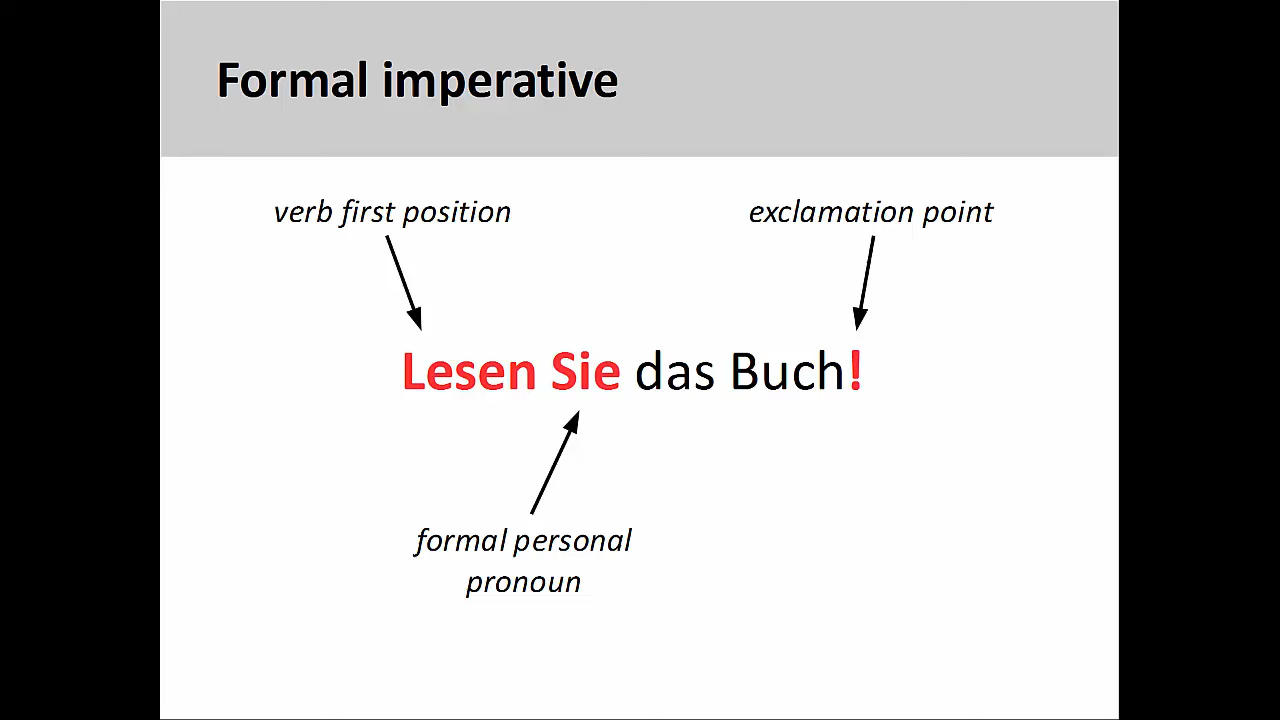 Formal imperative
verb first position
exclamation point
Lesen Sie das Buch!
formal personal
pronoun